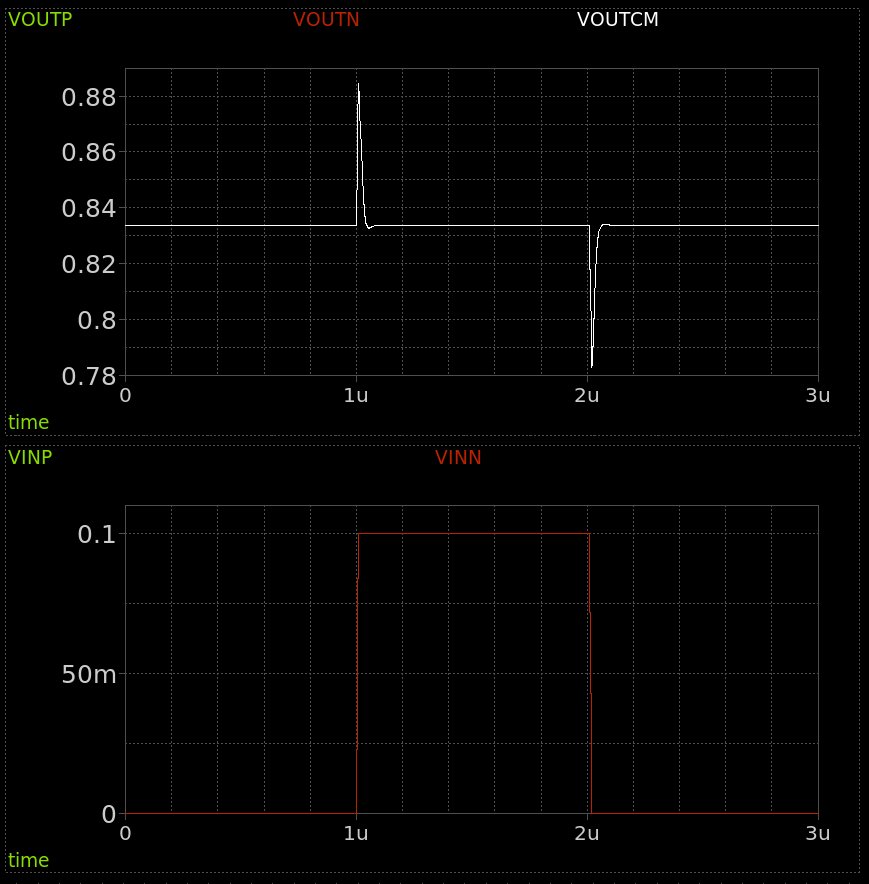 VOUTP VOUTN VOUTCM
0.88
0.86
0.84
0.82
0.8
0.78
0 1u 2u 3u
time
VINP VINN
0.1
50m
0
0 1u 2u 3u
time